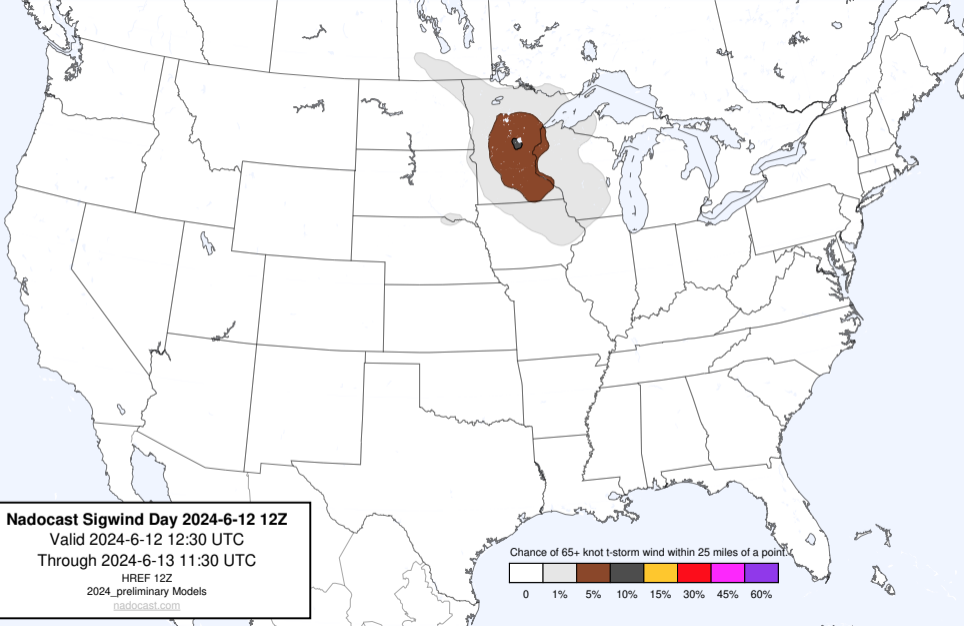 Nadocast Sigwind Day 2024-6-12 12Z
Valid 2024-6-12 12:30 UTC
Through 2024-6-13 11:30 UTC
HREF 12Z
2024_preliminary Models
nadocast.com
Chance of 65+ knot t-storm wind within 25 miles of a point.
0 1% 5% 10% 15% 30% 45% 60%